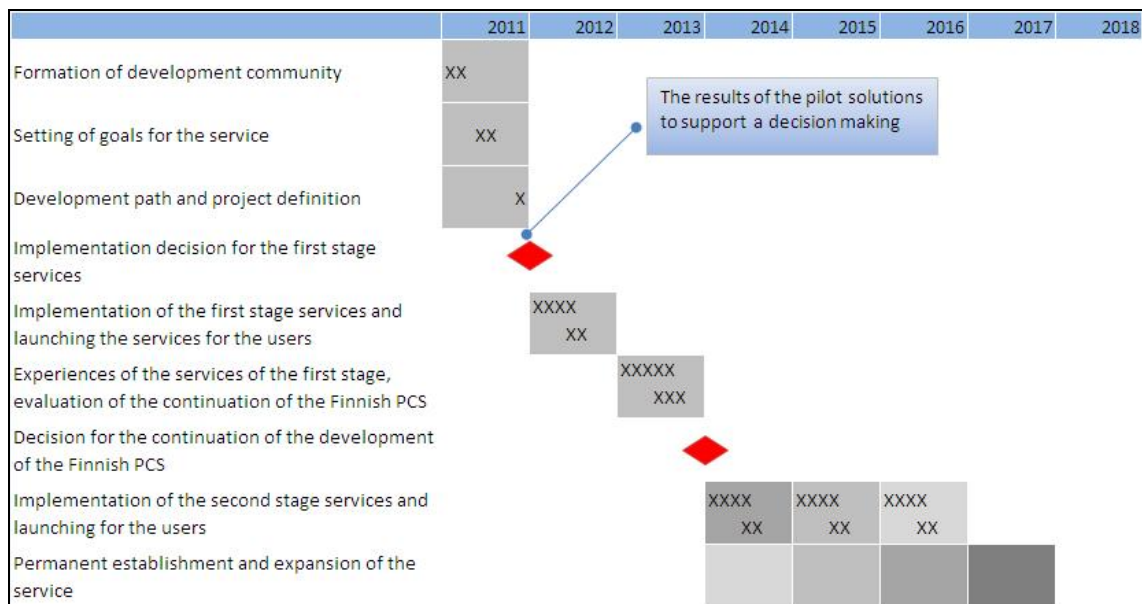 2011 2012 2013 2014 2015 2016 2017 2018
Formation of development community XX
The results of the pilot solutions
to support a decision making
Setting of goals for the service XX
Development path and project definition X
Implementation decision for the first stage
services
Implementation of the first stage services and XXXX
launching the services for the users XX
Experiences of the services of the first stage, XXXXX
evaluation of the continuation of the Finnish PCS XXX
Decision for the continuation of the development
of the Finnish PCS
Implementation of the second stage services and XXXX XXXX XXXX
launching for the users XX XX XX
Permanent establishment and expansion of the
service